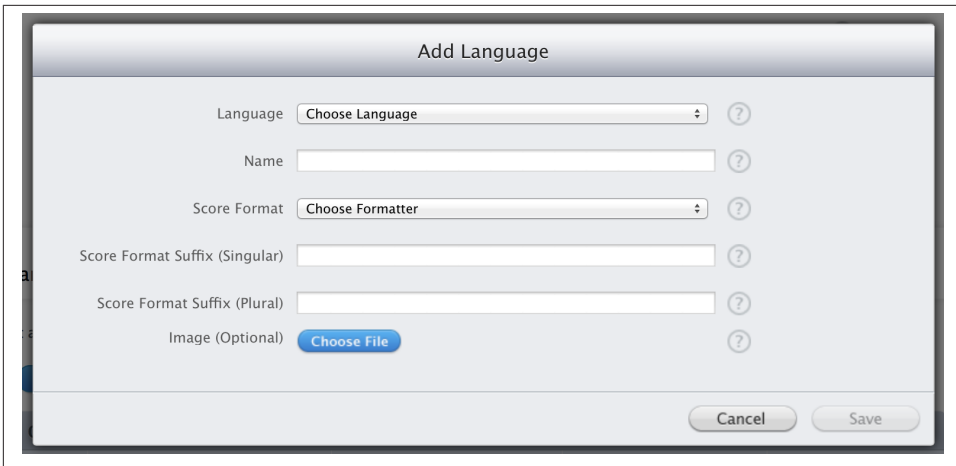 Add Language
Language Choose Language ?
Name ?
Score Format Choose Formatter ?
Score Format Suffix (Singular) ?
Score Format Suffix (Plural) ?
Image (Optional) Choose File ?
Cancel Save